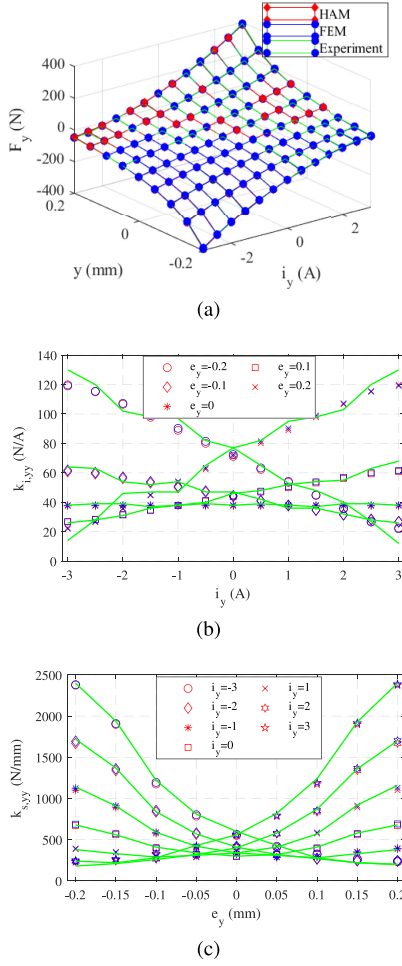 HAM
FEM
Experiment
400
200
0
-200
-400
F_y (N)
0.2
0
-0.2
y (mm)
-2
0
2
i_y (A)
(a)
140
120
100
80
60
40
20
0
k_i,yy (N/A)
e_y=-0.2
e_y=0.1
e_y=-0.1
e_y=0.2
e_y=0
-3 -2 -1 0 1 2 3
i_y (A)
(b)
2500
2000
1500
1000
500
0
k_s,yy (N/mm)
i_y=-3
i_y=1
i_y=-2
i_y=2
i_y=-1
i_y=3
i_y=0
-0.2 -0.15 -0.1 -0.05 0 0.05 0.1 0.15 0.2
e_y (mm)
(c)